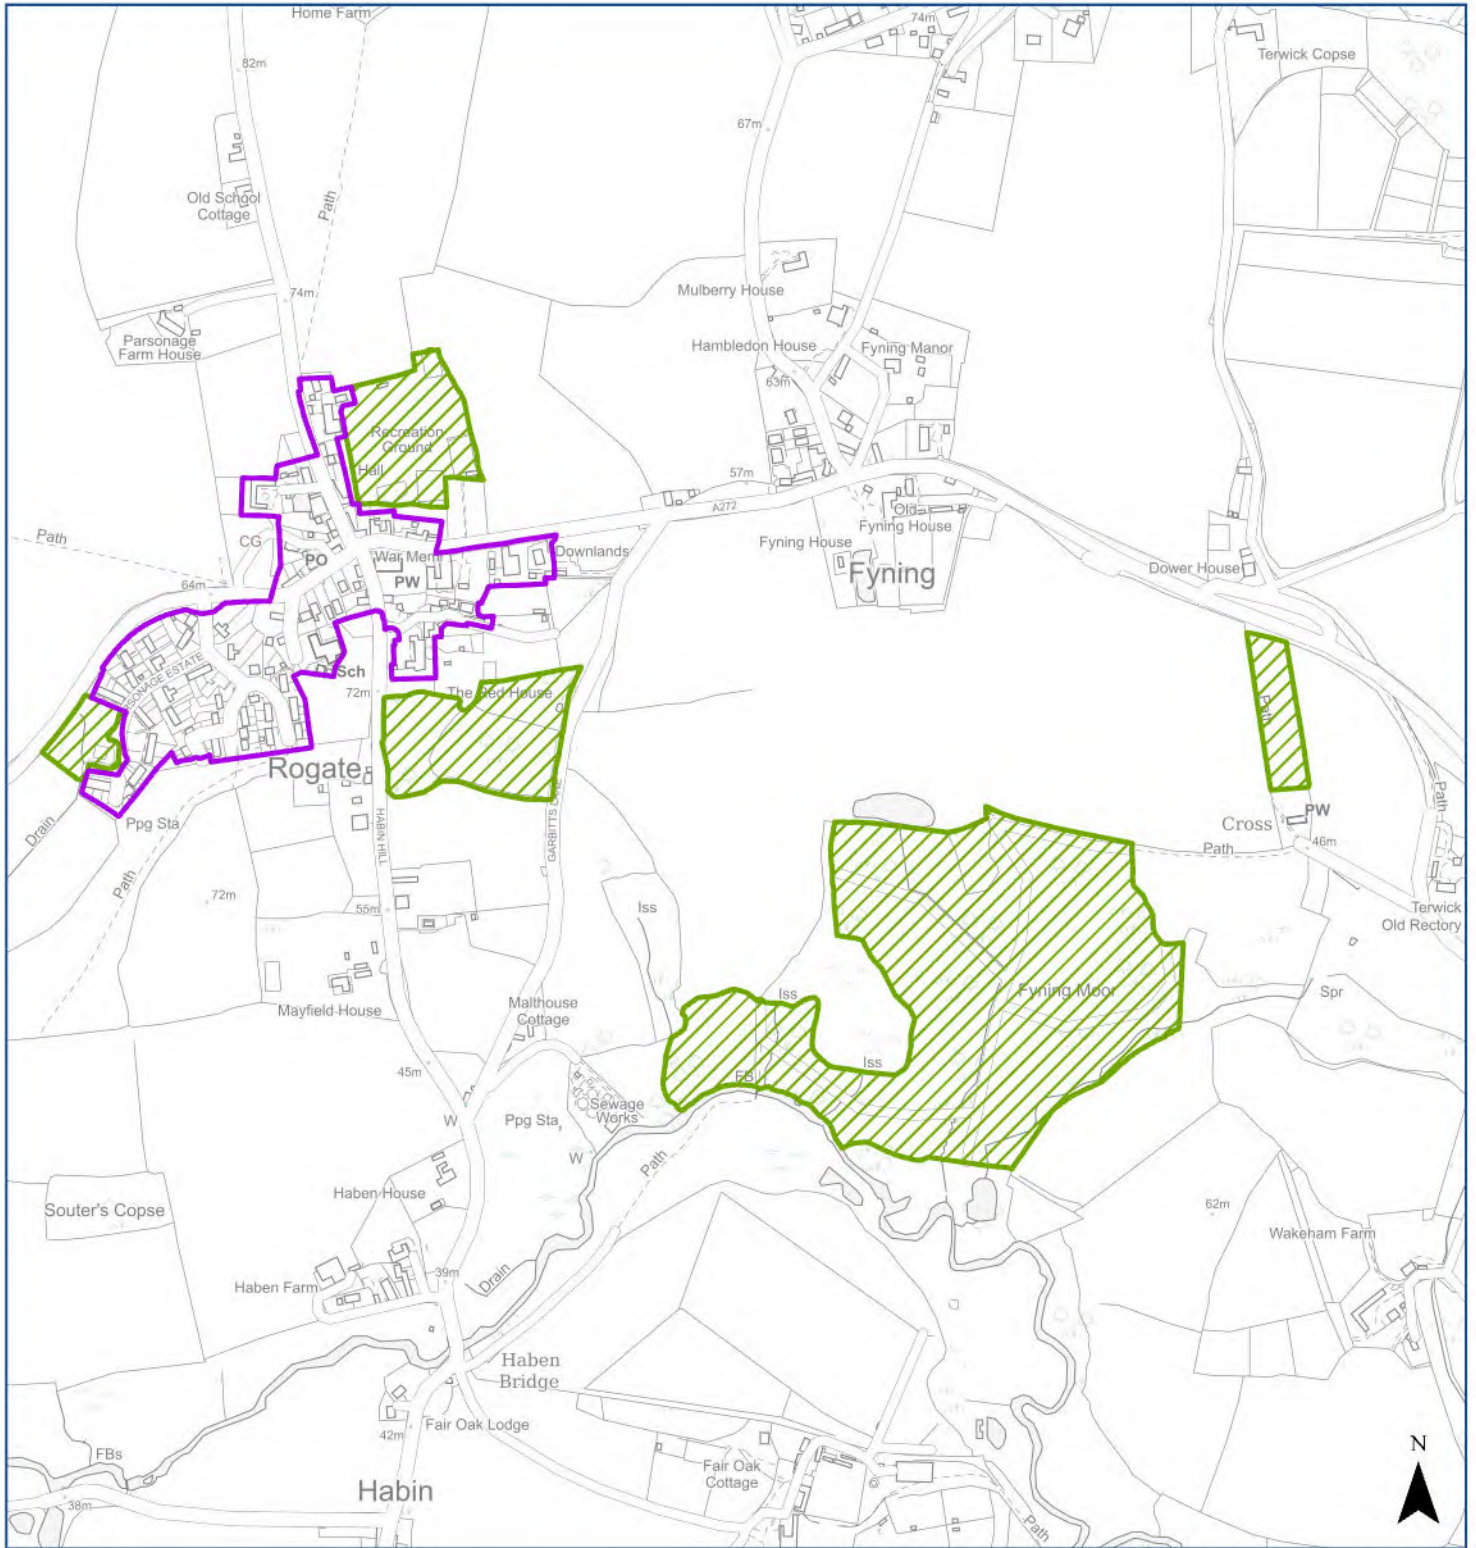 Home Farm
74m
Terwick Copse
82m
67m
Old School
Cottage
Path
Mulberry House
74m
Parsonage
Farm House
Hambledon House
Fyning Manor
63m
Recreation
Ground
Hall
57m
A272
Old
Fyning House
Path
CG
PO
War Meml
PW
Downlands
Fyning House
Fyning
Dower House
64m
SONAGE ESTATE
Sch
72m
The Red House
Path
Rogate
HABIN HILL
GARBITTS LANE
Ppg Sta
Drain
Path
Cross
PW
46m
Path
Path
72m
55m
Iss
Terwick
Old Rectory
Mayfield House
Malthouse
Cottage
Iss
Fyning Moor
Spr
45m
Iss
FB
W
Ppg Sta
Sewage
Works
W
Path
Haben House
Souter's Copse
62m
Wakeham Farm
Haben Farm
39m
Drain
Haben
Bridge
42m
Fair Oak Lodge
FBs
Fair Oak
Cottage
Habin
38m
Path
N